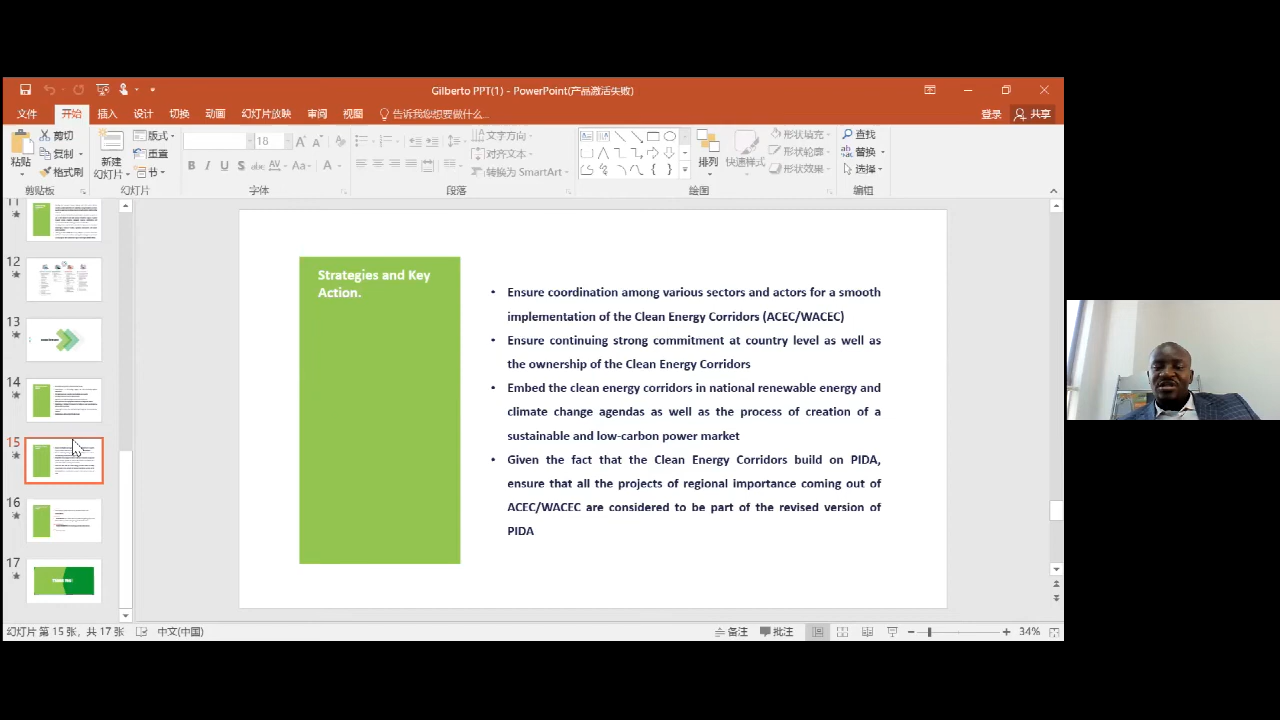 Gilberto PPT(1) - PowerPoint(产品激活失败)
文件 开始 插入 设计 切换 动画 幻灯片放映 审阅 视图 告诉我您想要做什么... 登录 共享
剪切
复制
格式刷
粘贴
剪贴板
新建
幻灯片
版式
重置
节
幻灯片
18
B I U S abc AV Aa A
字体
文字方向
对齐文本
转换为 SmartArt
段落
排列
快速样式
形状填充
形状轮廓
形状效果
绘图
查找
替换
选择
编辑
11
12
13
14
15
16
17
Strategies and Key
Action.
• Ensure coordination among various sectors and actors for a smooth
implementation of the Clean Energy Corridors (ACEC/WACEC)
• Ensure continuing strong commitment at country level as well as
the ownership of the Clean Energy Corridors
• Embed the clean energy corridors in national renewable energy and
climate change agendas as well as the process of creation of a
sustainable and low-carbon power market
• Given the fact that the Clean Energy Corridors build on PIDA,
ensure that all the projects of regional importance coming out of
ACEC/WACEC are considered to be part of the revised version of
PIDA
幻灯片 第 15 张，共 17 张 中文(中国) 备注 批注 34%